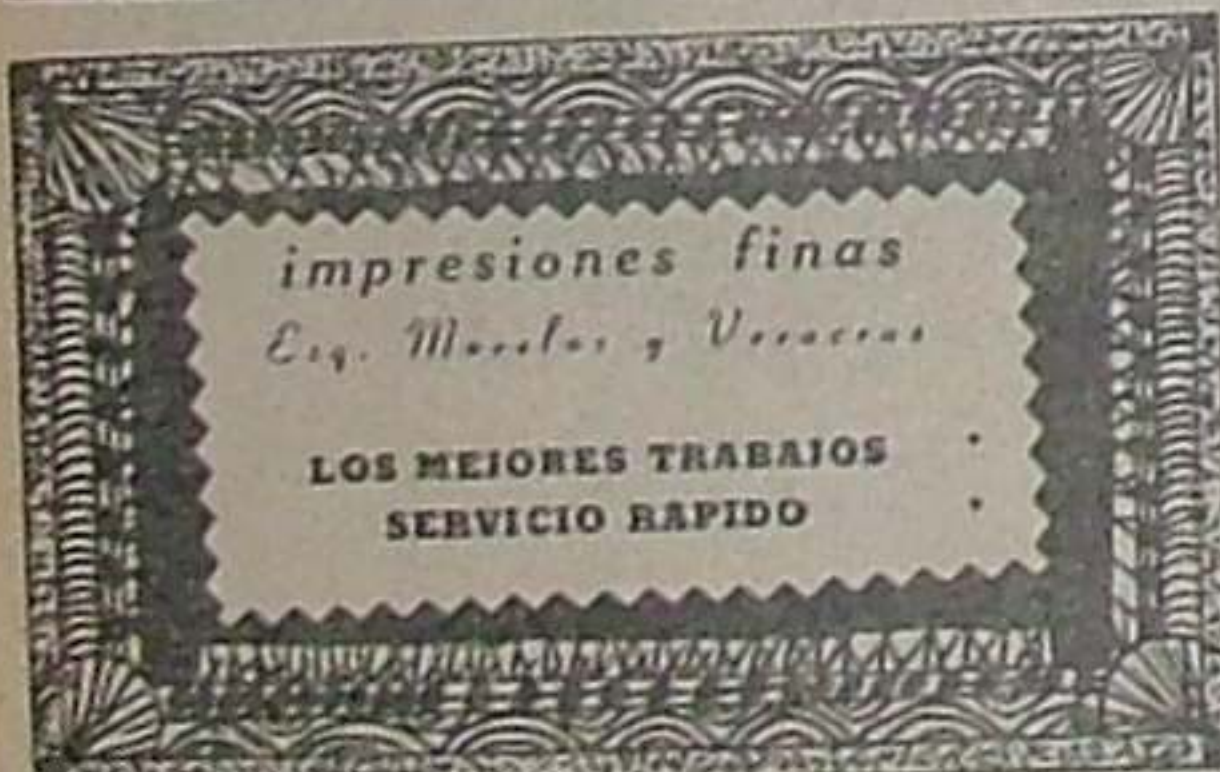 impresiones finas
Esq. Morelos y Veracruz
LOS MEJORES TRABAJOS
SERVICIO RAPIDO